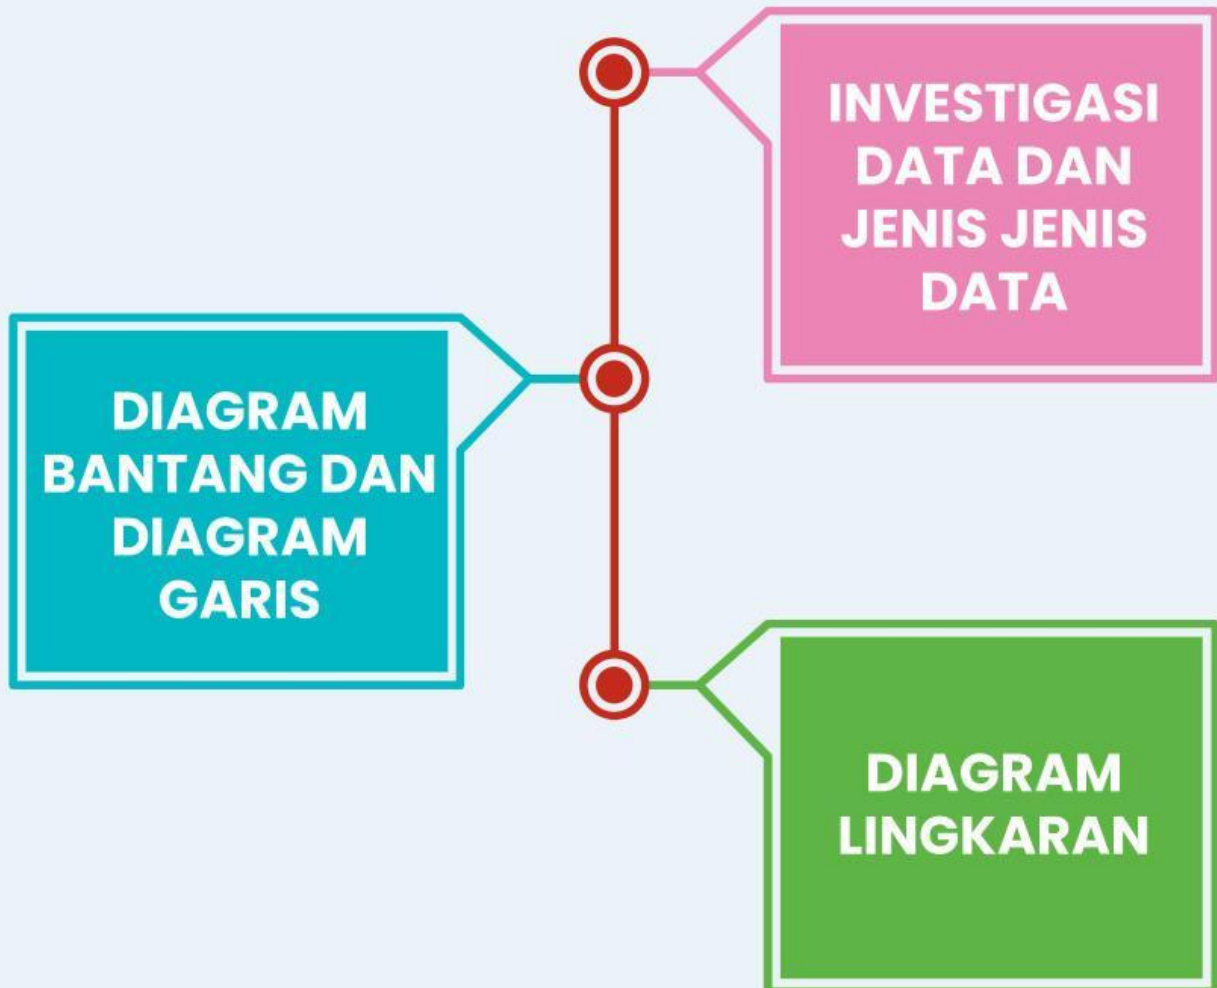 INVESTIGASI
DATA DAN
JENIS JENIS
DATA
DIAGRAM
BANTANG DAN
DIAGRAM
GARIS
DIAGRAM
LINGKARAN